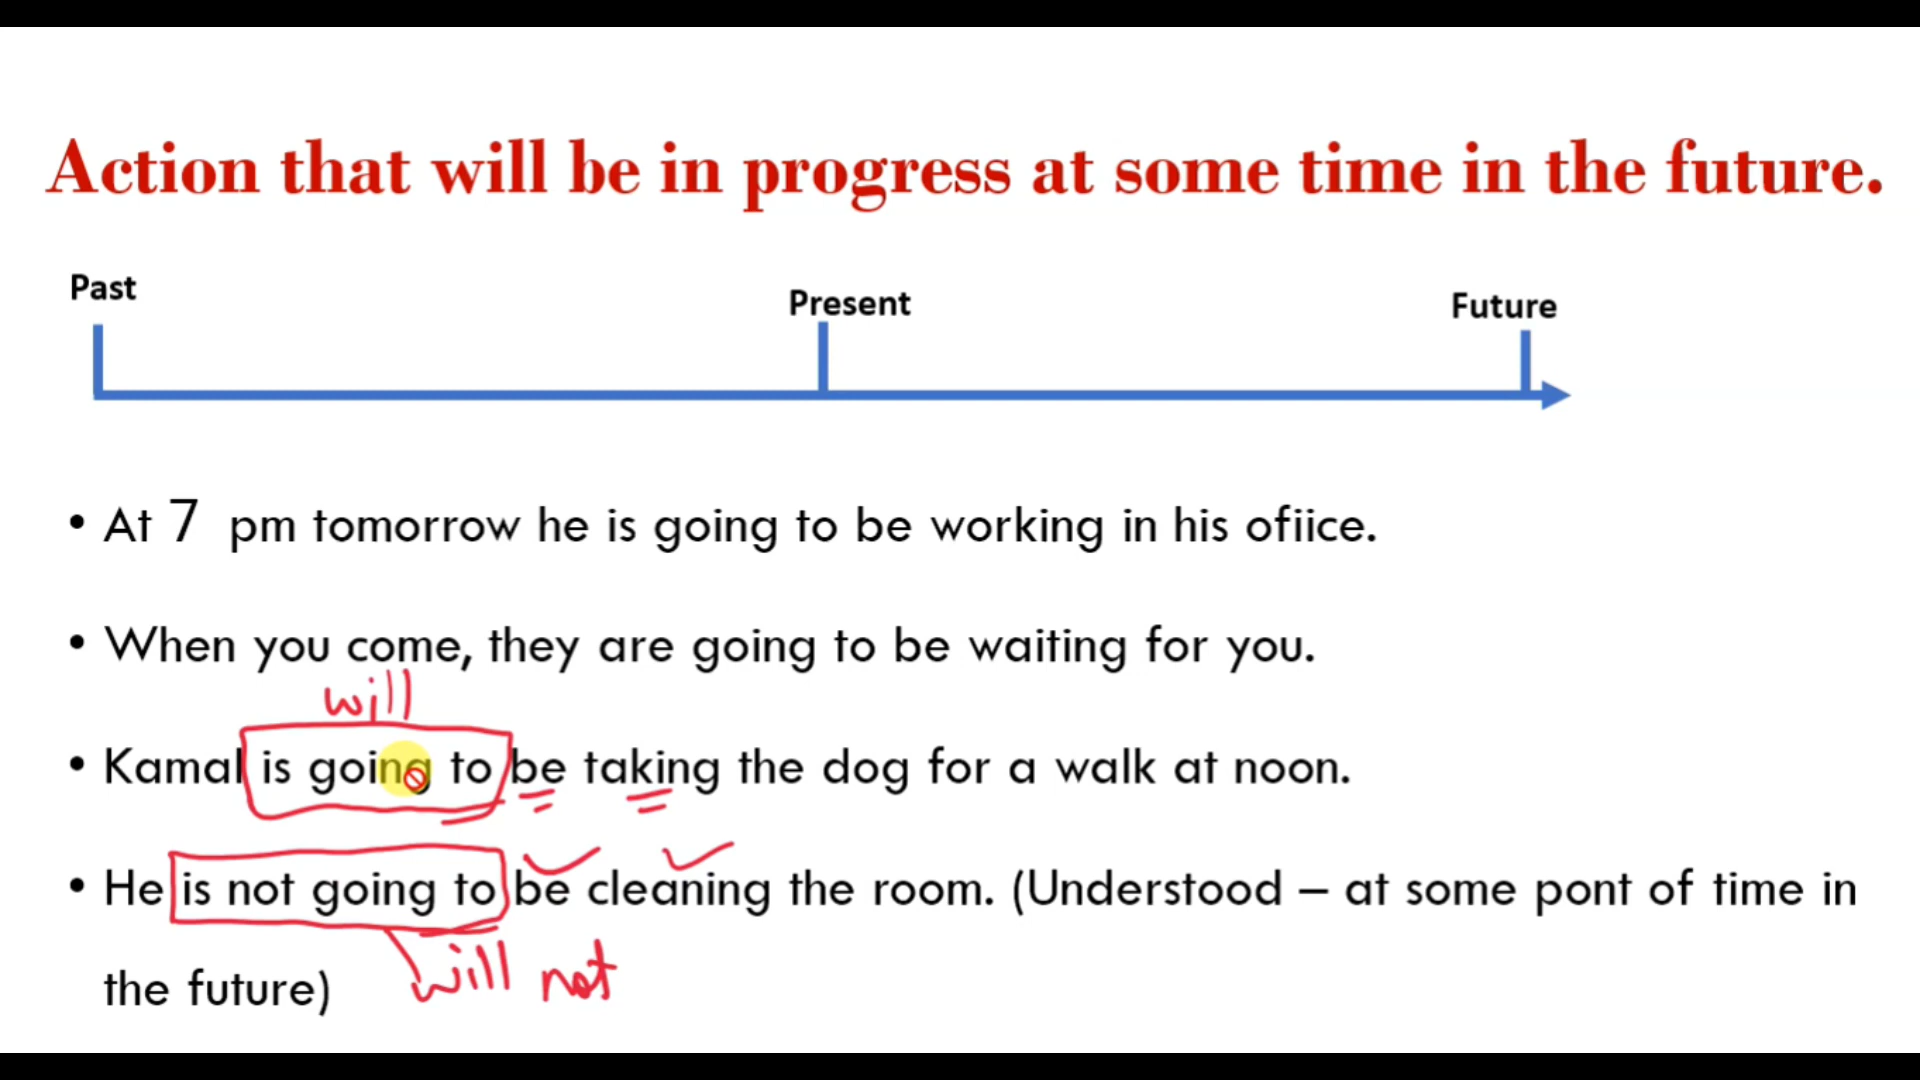 Action that will be in progress at some time in the future.
Past
Present
Future
• At 7 pm tomorrow he is going to be working in his ofiice.
• When you come, they are going to be waiting for you.
will
• Kamal is going to be taking the dog for a walk at noon.
• He is not going to be cleaning the room. (Understood – at some pont of time in
the future)
will not